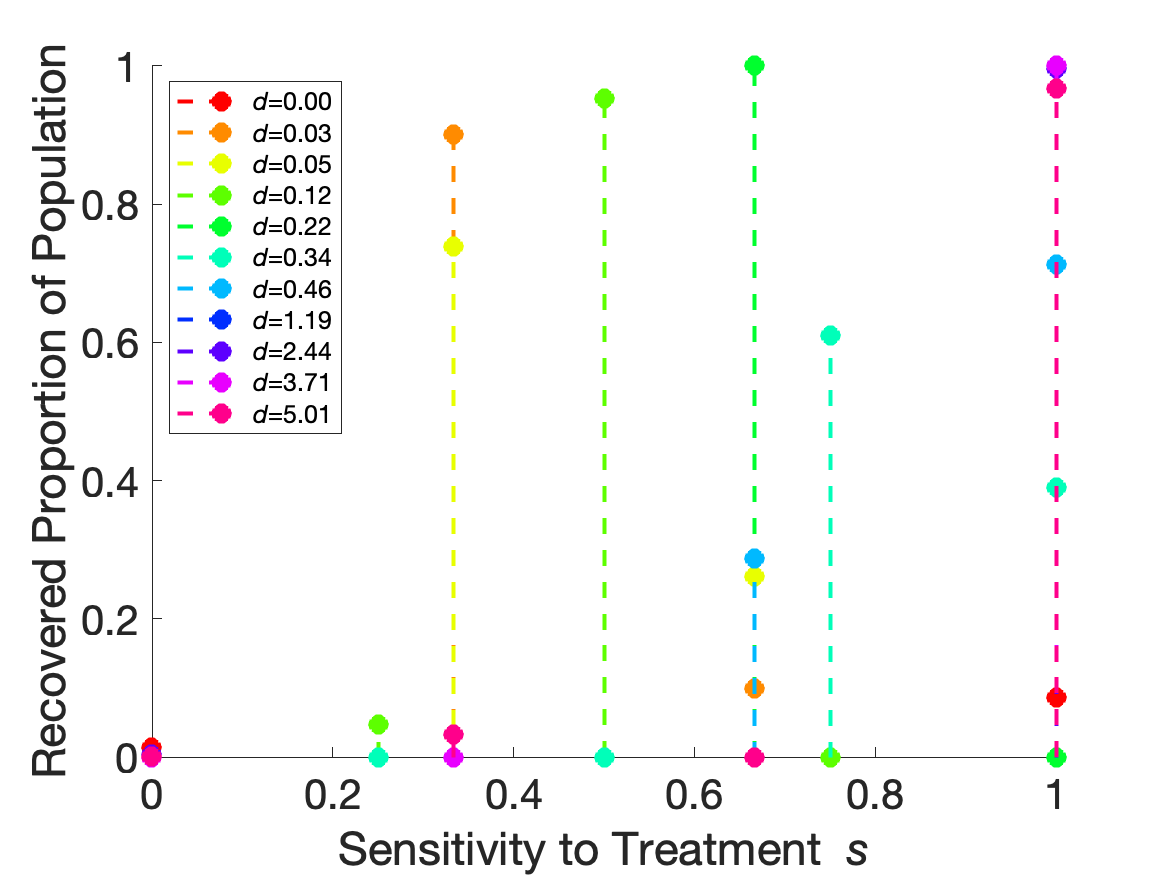 Recovered Proportion of Population
1
0.8
0.6
0.4
0.2
0
d=0.00
d=0.03
d=0.05
d=0.12
d=0.22
d=0.34
d=0.46
d=1.19
d=2.44
d=3.71
d=5.01
0 0.2 0.4 0.6 0.8 1
Sensitivity to Treatment s